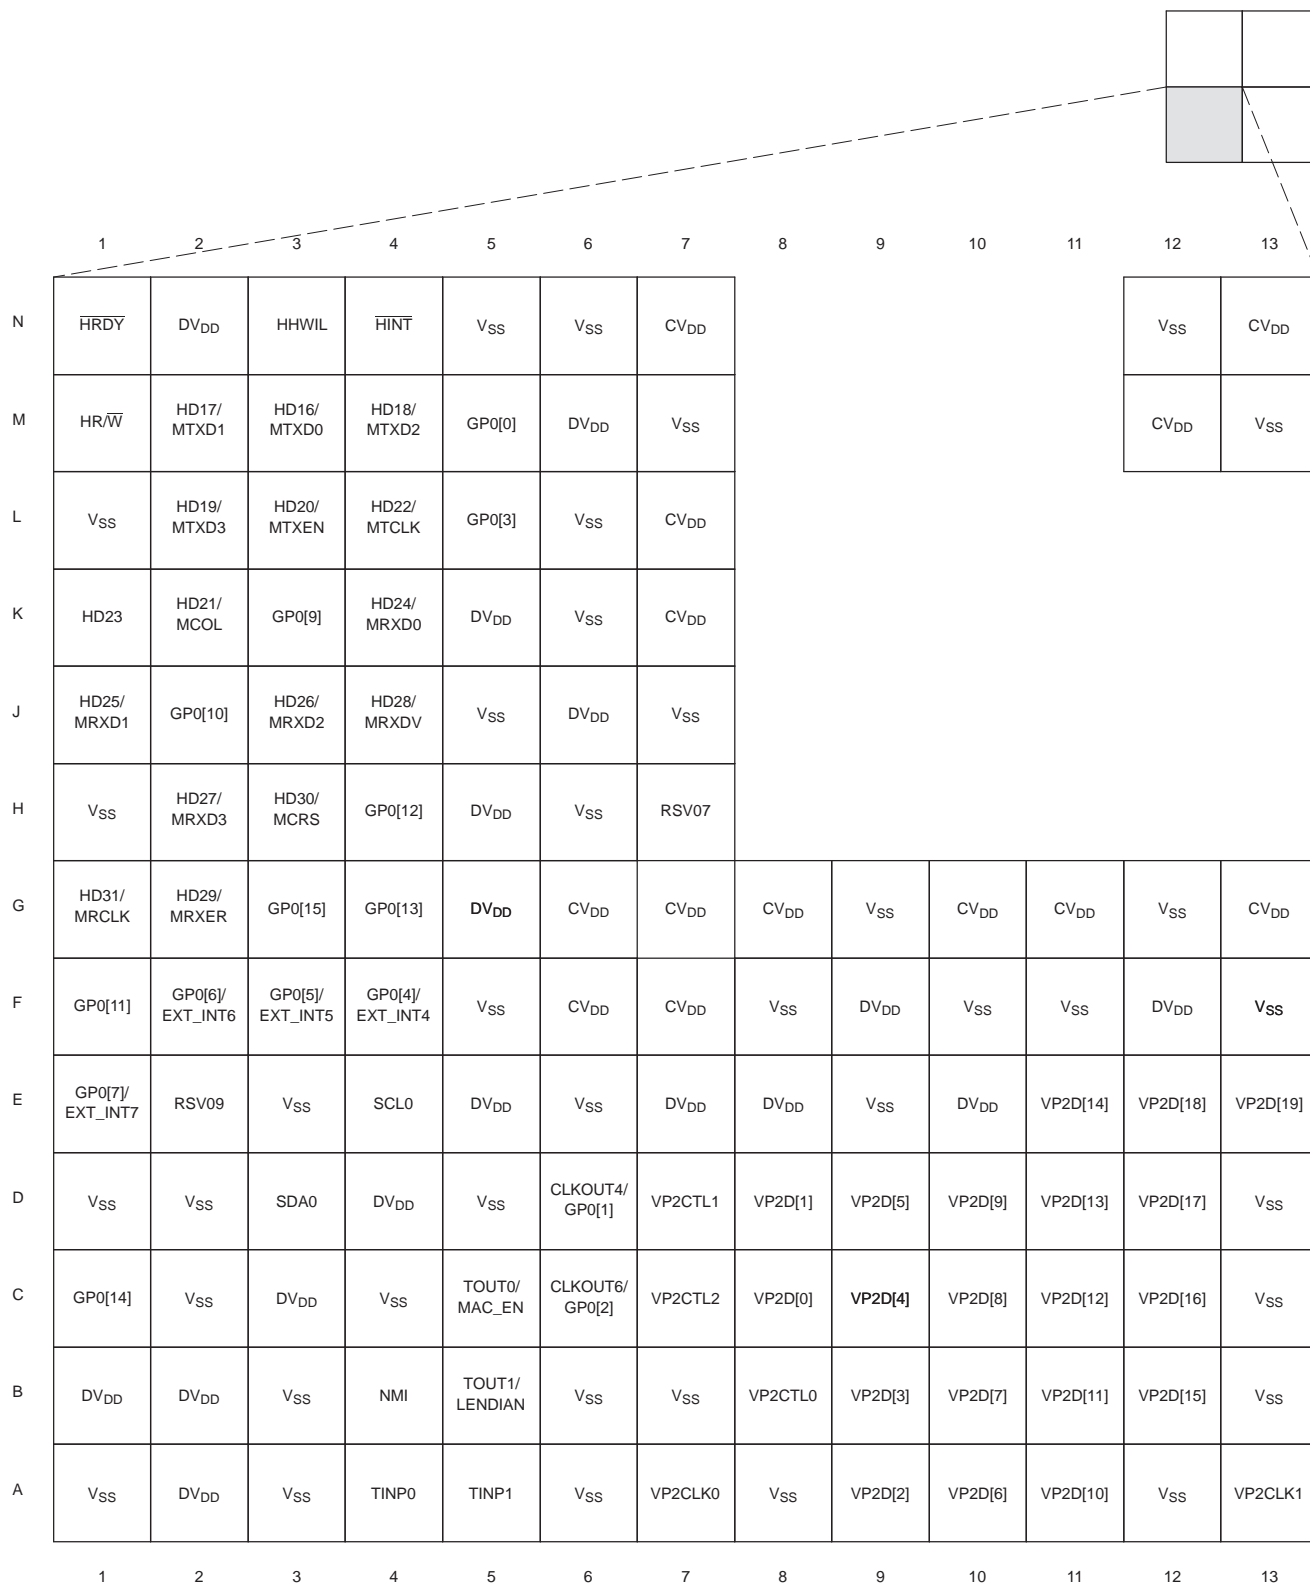 1 2 3 4 5 6 7 8 9 10 11 12 13
N HRDY DVDD HHWIL HINT VSS VSS CVDD VSS CVDD
M HR/W HD17/ MTXD1 HD16/ MTXD0 HD18/ MTXD2 GP0[0] DVDD VSS CVDD VSS
L VSS HD19/ MTXD3 HD20/ MTXEN HD22/ MTCLK GP0[3] VSS CVDD
K HD23 HD21/ MCOL GP0[9] HD24/ MRXD0 DVDD VSS CVDD
J HD25/ MRXD1 GP0[10] HD26/ MRXD2 HD28/ MRXDV VSS DVDD VSS
H VSS HD27/ MRXD3 HD30/ MCRS GP0[12] DVDD VSS RSV07
G HD31/ MRCLK HD29/ MRXER GP0[15] GP0[13] DVDD CVDD CVDD CVDD VSS CVDD CVDD VSS CVDD
F GP0[11] GP0[6]/ EXT_INT6 GP0[5]/ EXT_INT5 GP0[4]/ EXT_INT4 VSS CVDD CVDD VSS DVDD VSS VSS DVDD VSS
E GP0[7]/ EXT_INT7 RSV09 VSS SCL0 DVDD VSS DVDD DVDD VSS DVDD VP2D[14] VP2D[18] VP2D[19]
D VSS VSS SDA0 DVDD VSS CLKOUT4/ GP0[1] VP2CTL1 VP2D[1] VP2D[5] VP2D[9] VP2D[13] VP2D[17] VSS
C GP0[14] VSS DVDD VSS TOUT0/ MAC_EN CLKOUT6/ GP0[2] VP2CTL2 VP2D[0] VP2D[4] VP2D[8] VP2D[12] VP2D[16] VSS
B DVDD DVDD VSS NMI TOUT1/ LENDIAN VSS VSS VP2CTL0 VP2D[3] VP2D[7] VP2D[11] VP2D[15] VSS
A VSS DVDD VSS TINP0 TINP1 VSS VP2CLK0 VSS VP2D[2] VP2D[6] VP2D[10] VSS VP2CLK1
1 2 3 4 5 6 7 8 9 10 11 12 13